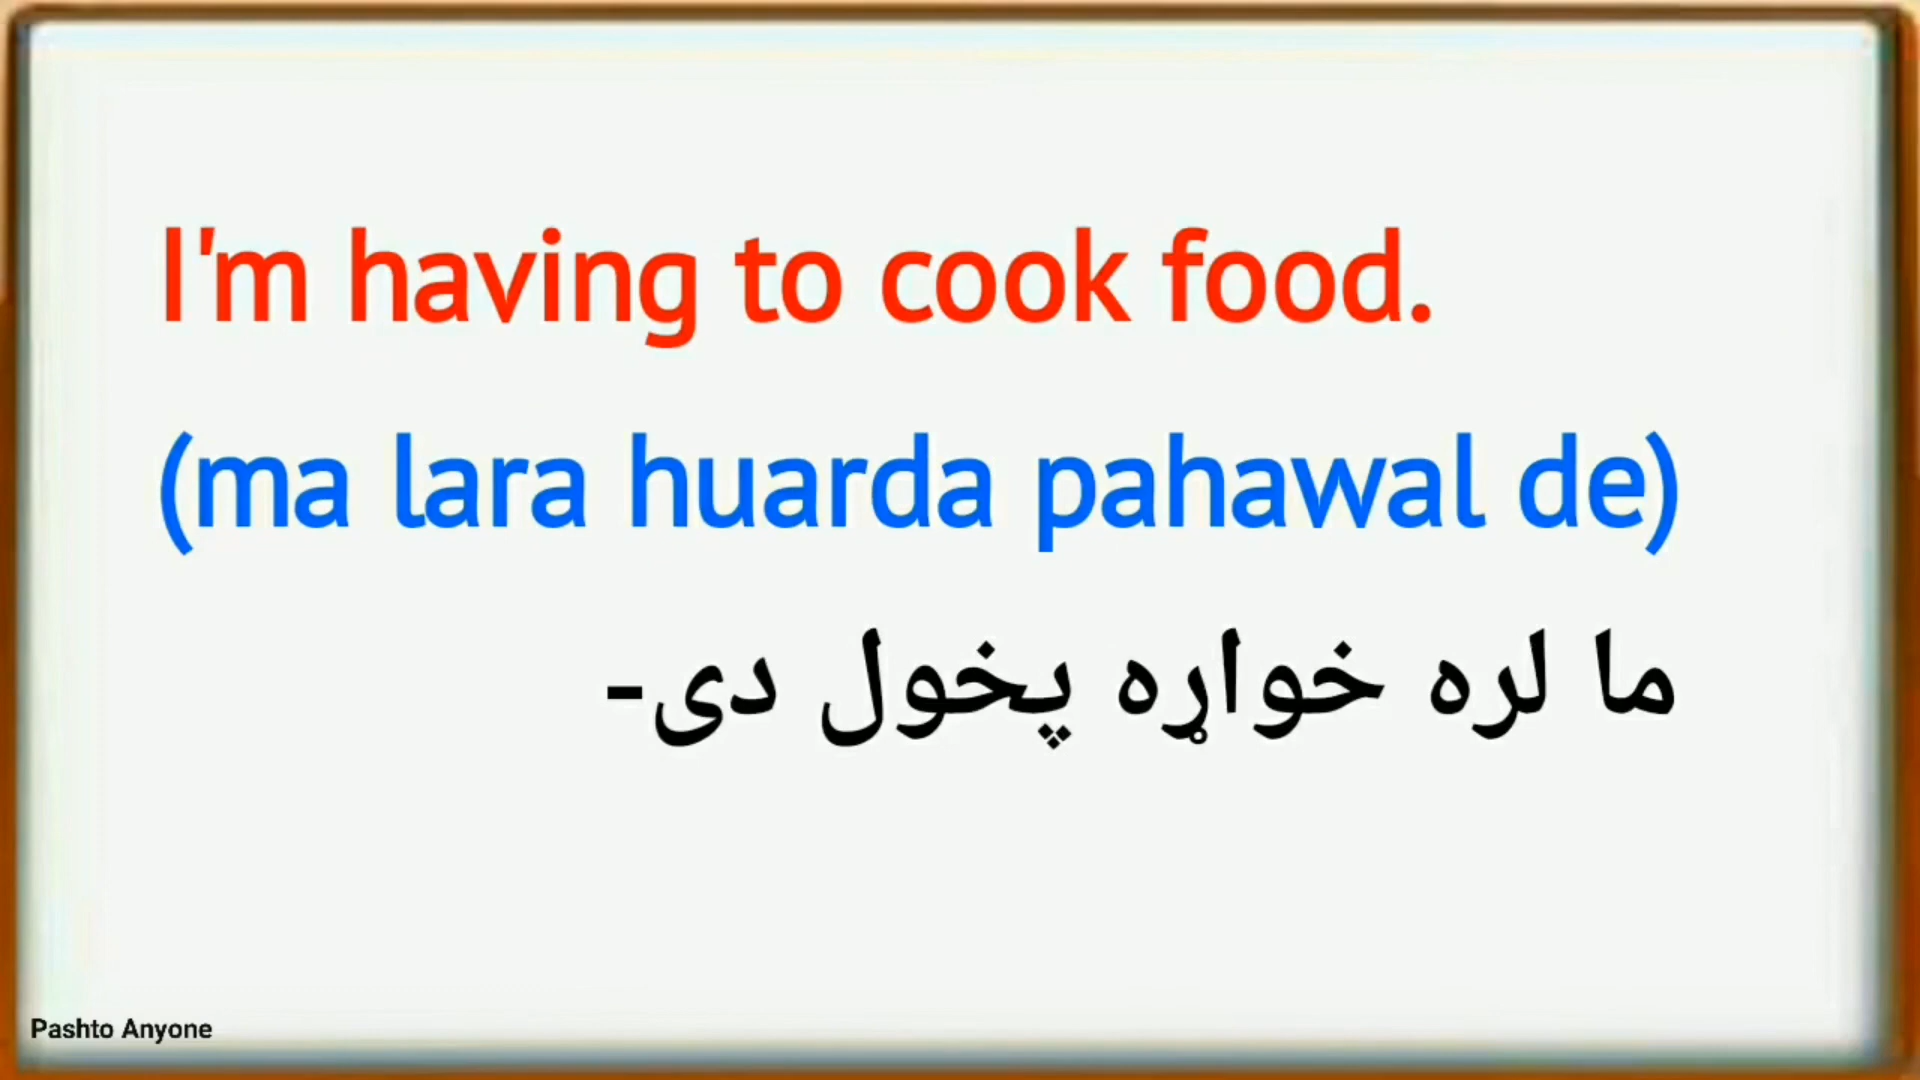 I'm having to cook food.
(ma lara huarda pahawal de)
ما لره خواړه پخول دی-
Pashto Anyone